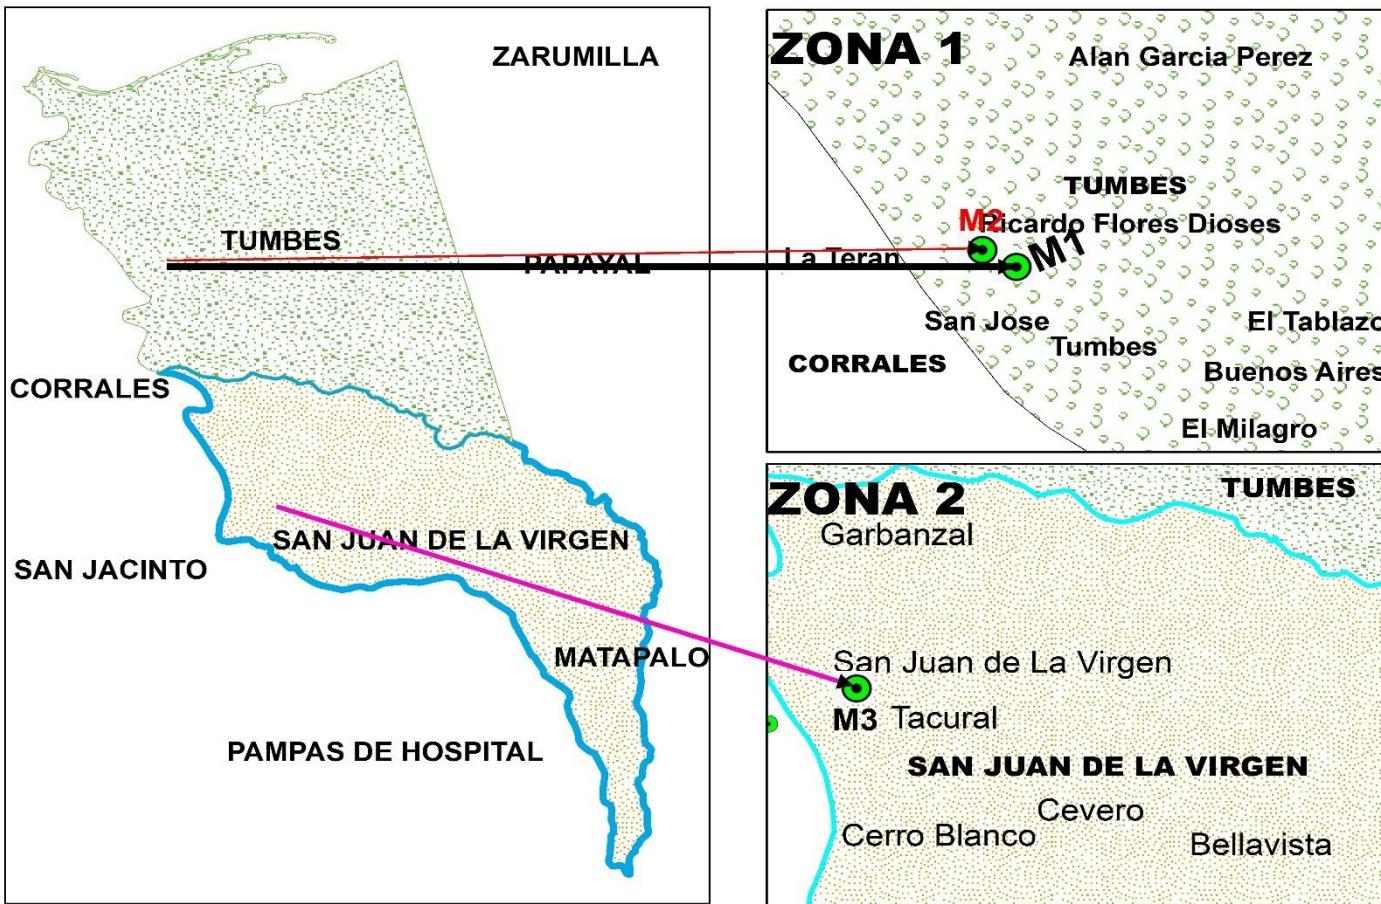 ZARUMILLA
TUMBES
PAPAYAL
CORRALES
SAN JUAN DE LA VIRGEN
SAN JACINTO
MATAPALO
PAMPAS DE HOSPITAL
ZONA 1
Alan Garcia Perez
TUMBES
M2
Ricardo Flores Dioses
M1
La Teran
San Jose
El Tablazo
Tumbes
CORRALES
Buenos Aires
El Milagro
ZONA 2
TUMBES
Garbanzal
San Juan de La Virgen
M3 Tacural
SAN JUAN DE LA VIRGEN
Cevero
Cerro Blanco
Bellavista